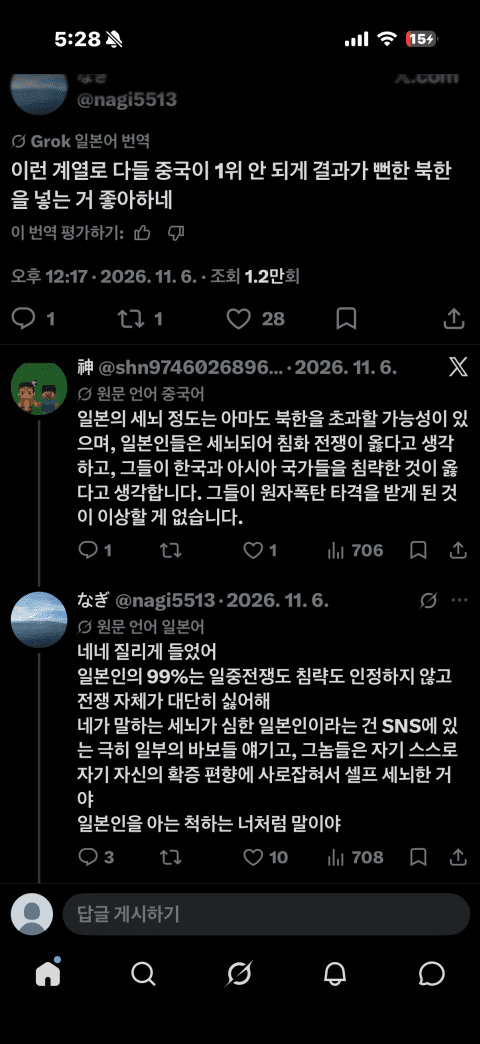 5:28
15
なぎ
X.com
@nagi5513
Grok 일본어 번역
이런 계열로 다들 중국이 1위 안 되게 결과가 뻔한 북한
을 넣는 거 좋아하네
이 번역 평가하기:
오후 12:17 · 2026. 11. 6. · 조회 1.2만회
1 1 28
神 @shn9746026896... · 2026. 11. 6.
원문 언어 중국어
일본의 세뇌 정도는 아마도 북한을 초과할 가능성이 있
으며, 일본인들은 세뇌되어 침화 전쟁이 옳다고 생각
하고, 그들이 한국과 아시아 국가들을 침략한 것이 옳
다고 생각합니다. 그들이 원자폭탄 타격을 받게 된 것
이 이상할 게 없습니다.
1 1 706
なぎ @nagi5513 · 2026. 11. 6.
원문 언어 일본어
네네 질리게 들었어
일본인의 99%는 일중전쟁도 침략도 인정하지 않고
전쟁 자체가 대단히 싫어해
네가 말하는 세뇌가 심한 일본인이라는 건 SNS에 있
는 극히 일부의 바보들 얘기고, 그놈들은 자기 스스로
자기 자신의 확증 편향에 사로잡혀서 셀프 세뇌한 거
야
일본인을 아는 척하는 너처럼 말이야
3 10 708
답글 게시하기